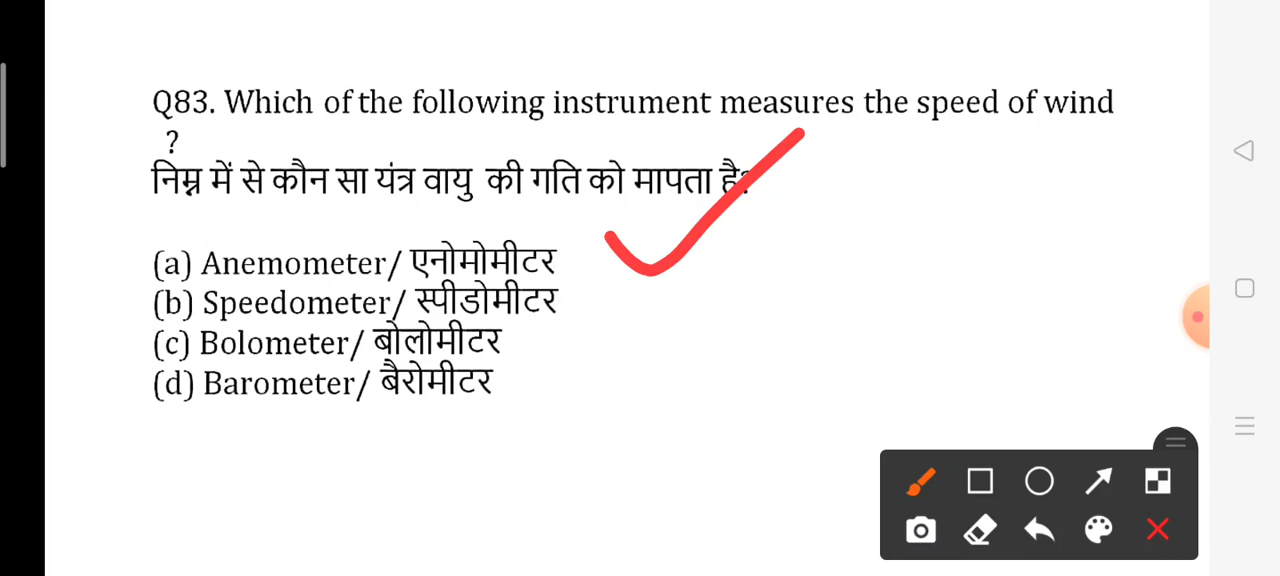 Q83. Which of the following instrument measures the speed of wind
?
निम्न में से कौन सा यंत्र वायु की गति को मापता है?
(a) Anemometer/ एनोमोमीटर
(b) Speedometer/ स्पीडोमीटर
(c) Bolometer/ बोलोमीटर
(d) Barometer/ बैरोमीटर